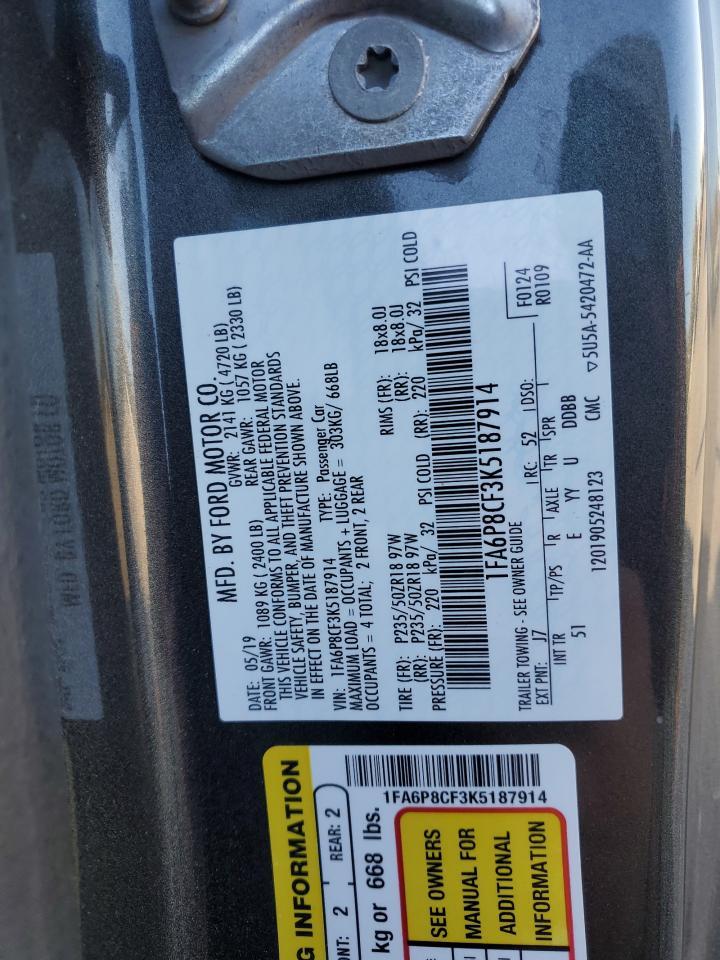 MFD. BY FORD MOTOR CO.
DATE: 05/19 GVWR: 2141 KG ( 4720 LB)
FRONT GAWR: 1089 KG (2400 LB) REAR GAWR: 1057 KG ( 2330 LB)
THIS VEHICLE CONFORMS TO ALL APPLICABLE FEDERAL MOTOR
VEHICLE SAFETY, BUMPER, AND THEFT PREVENTION STANDARDS
IN EFFECT ON THE DATE OF MANUFACTURE SHOWN ABOVE.
VIN: 1FA6P8CF3K5187914 TYPE: Passenger Car
MAXIMUM LOAD = OCCUPANTS + LUGGAGE = 303KG/ 668LB
OCCUPANTS = 4 TOTAL; 2 FRONT, 2 REAR
TIRE (FR): P235/50ZR18 97W RIMS (FR): 18x8.0J
(RR): P235/50ZR18 97W (RR): 18x8.0J
PRESSURE (FR): 220 kPa/ 32 PSI COLD (RR): 220 kPa/ 32 PSI COLD
1FA6P8CF3K5187914
TRAILER TOWING - SEE OWNER GUIDE
EXT PNT: J7 RC: 52 DSO: F0124
R0109
INT TR TP/PS R AXLE TR SPR
51 E YY U DDBB
1201905248123 CMC ▽5U5A-5420472-AA
INFORMATION
FRONT: 2 REAR: 2
kg or 668 lbs.
1FA6P8CF3K5187914
SEE OWNERS
MANUAL FOR
ADDITIONAL
INFORMATION